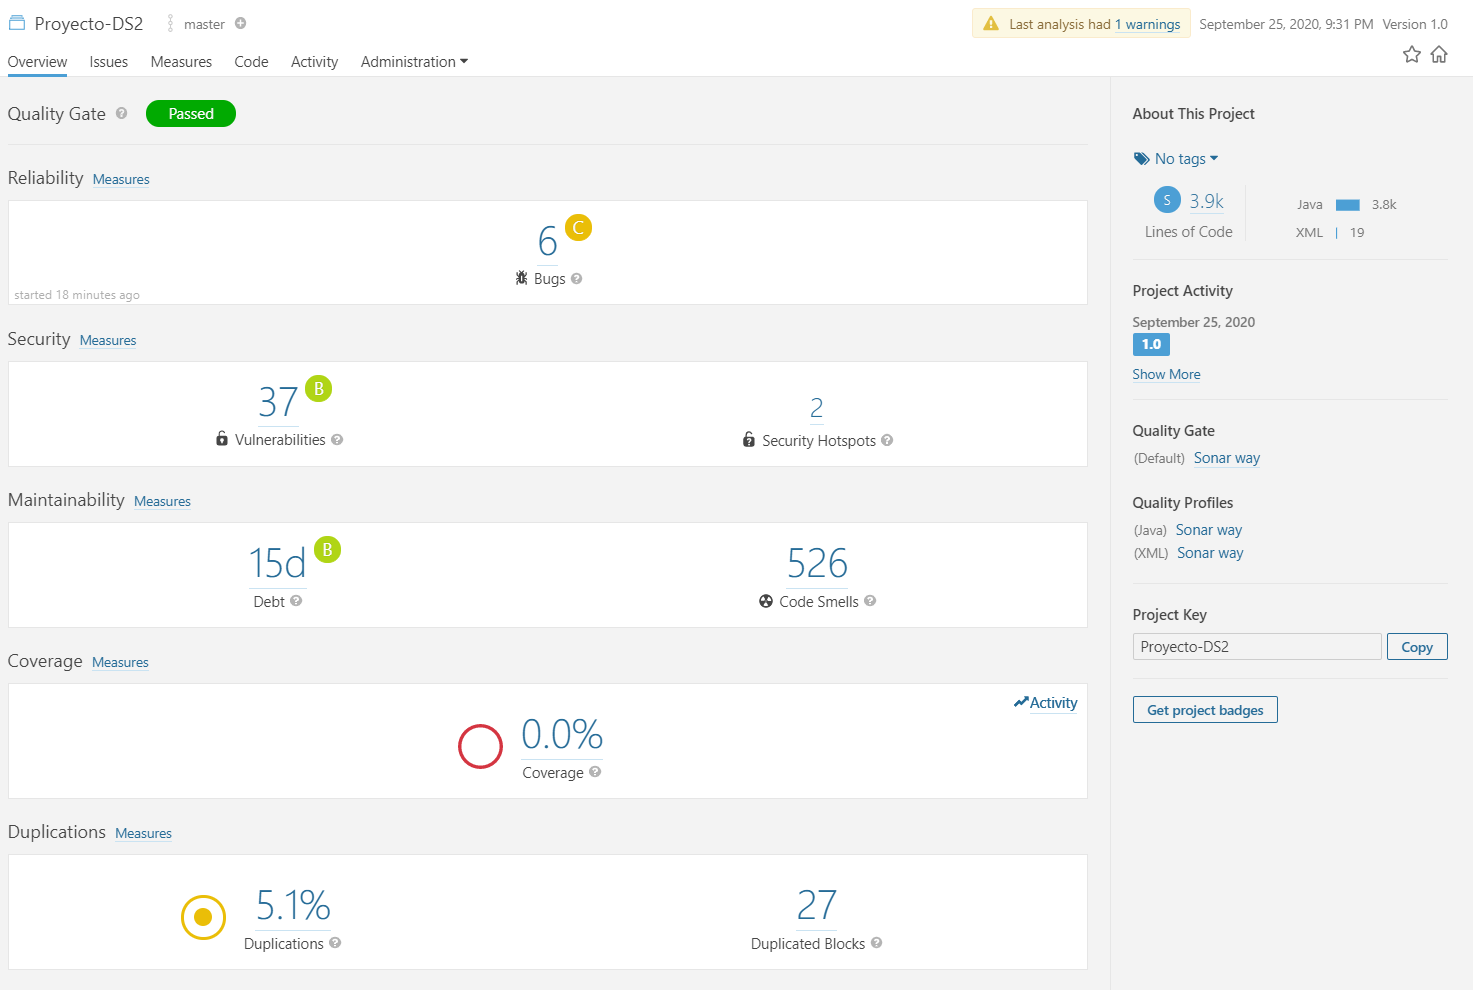 Proyecto-DS2 master Last analysis had 1 warnings September 25, 2020, 9:31 PM Version 1.0
Overview Issues Measures Code Activity Administration
Quality Gate ? Passed
Reliability Measures
6 C
Bugs ?
started 18 minutes ago
Security Measures
37 B
Vulnerabilities ?
2
Security Hotspots ?
Maintainability Measures
15d B
Debt ?
526
Code Smells ?
Coverage Measures
Activity
0.0%
Coverage ?
Duplications Measures
5.1%
Duplications ?
27
Duplicated Blocks ?
About This Project
No tags
S 3.9k
Lines of Code
Java 3.8k
XML 19
Project Activity
September 25, 2020
1.0
Show More
Quality Gate
(Default) Sonar way
Quality Profiles
(Java) Sonar way
(XML) Sonar way
Project Key
Proyecto-DS2 Copy
Get project badges